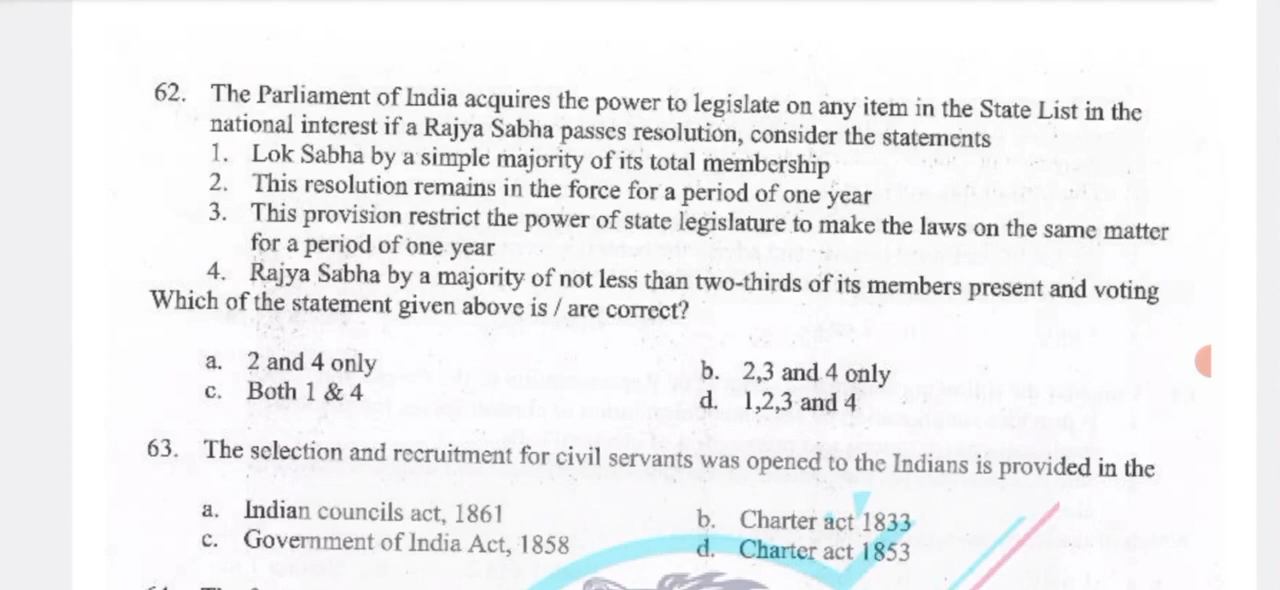 62. The Parliament of India acquires the power to legislate on any item in the State List in the
national interest if a Rajya Sabha passes resolution, consider the statements
1. Lok Sabha by a simple majority of its total membership
2. This resolution remains in the force for a period of one year
3. This provision restrict the power of state legislature to make the laws on the same matter
for a period of one year
4. Rajya Sabha by a majority of not less than two-thirds of its members present and voting
Which of the statement given above is / are correct?
a. 2 and 4 only b. 2,3 and 4 only
c. Both 1 & 4 d. 1,2,3 and 4
63. The selection and recruitment for civil servants was opened to the Indians is provided in the
a. Indian councils act, 1861 b. Charter act 1833
c. Government of India Act, 1858 d. Charter act 1853